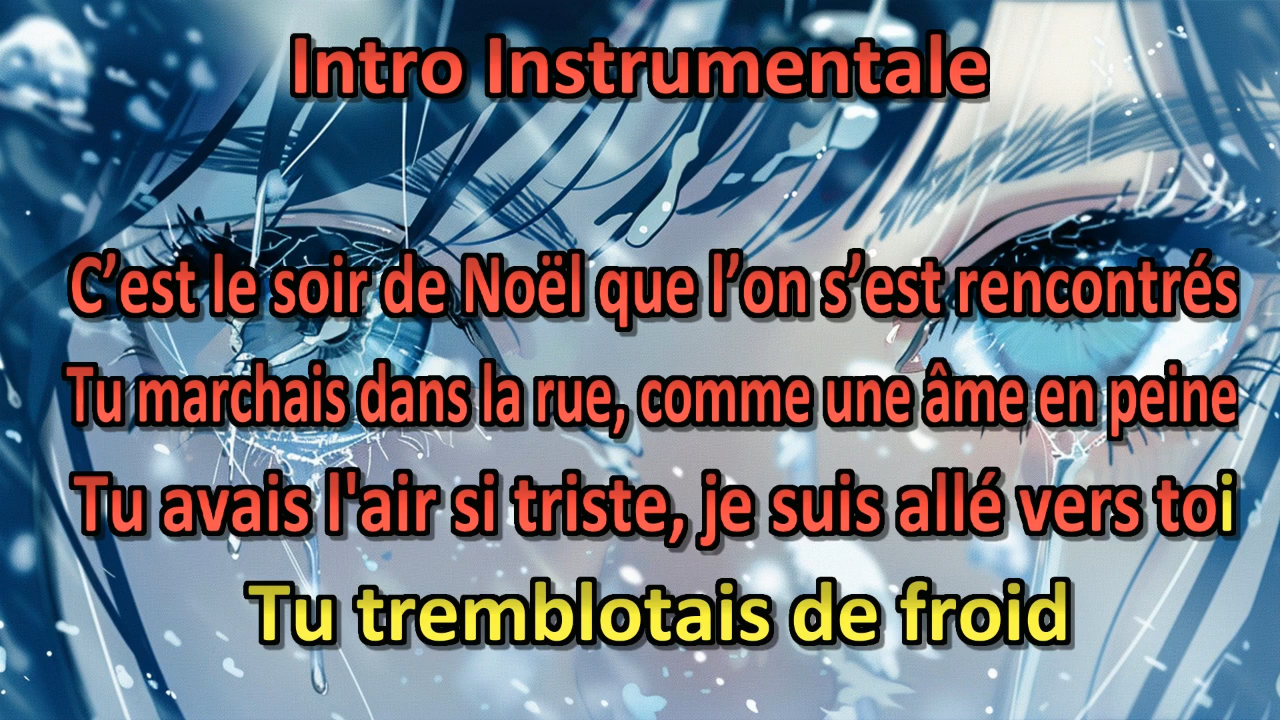 Intro Instrumentale
C’est le soir de Noël que l’on s’est rencontrés
Tu marchais dans la rue, comme une âme en peine
Tu avais l'air si triste, je suis allé vers toi
Tu tremblotais de froid